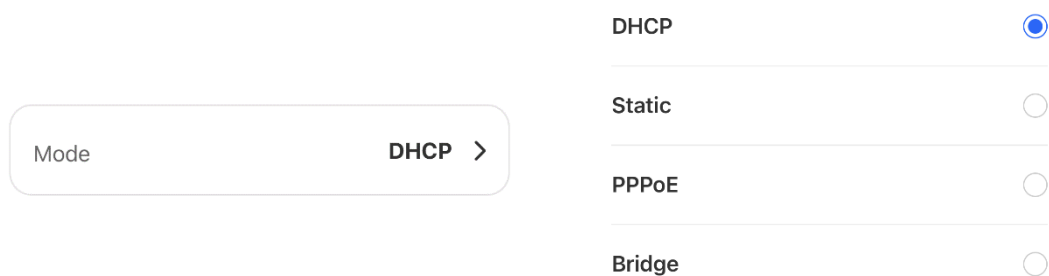 Mode DHCP
DHCP
Static
PPPoE
Bridge